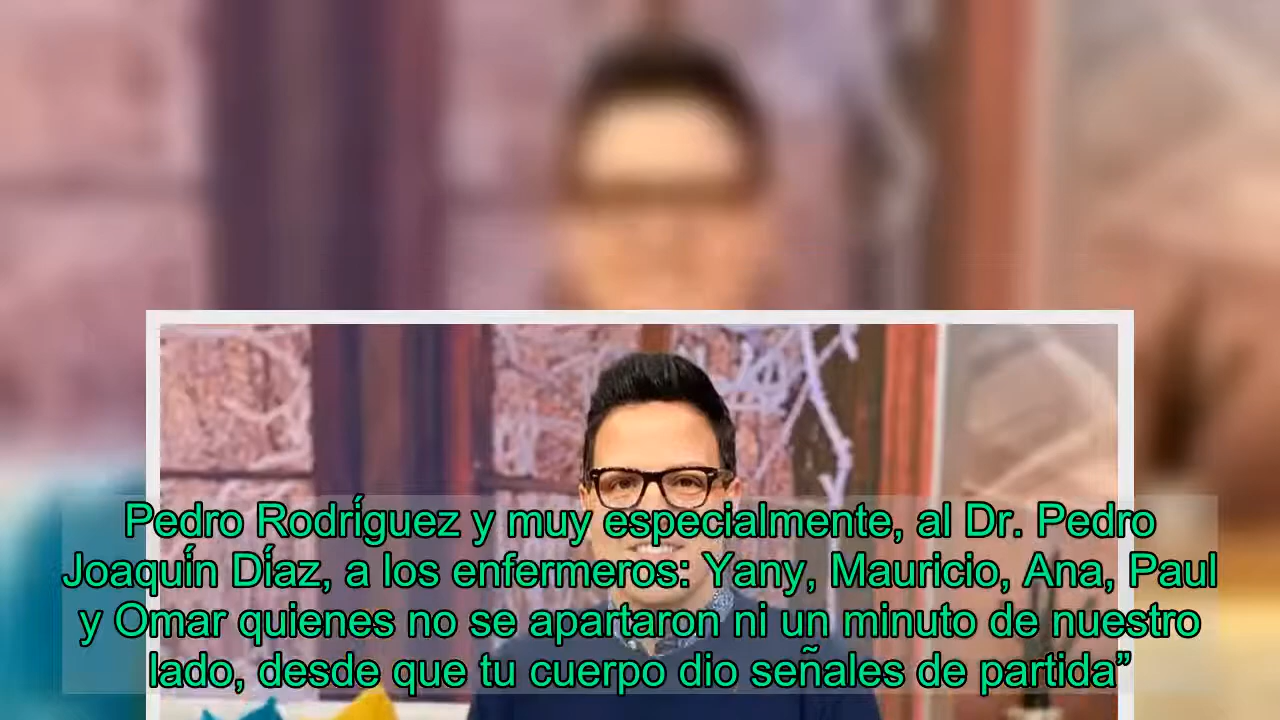 Pedro Rodríguez y muy especialmente, al Dr. Pedro
Joaquín Díaz, a los enfermeros: Yany, Mauricio, Ana, Paul
y Omar quienes no se apartaron ni un minuto de nuestro
lado, desde que tu cuerpo dio señales de partida”